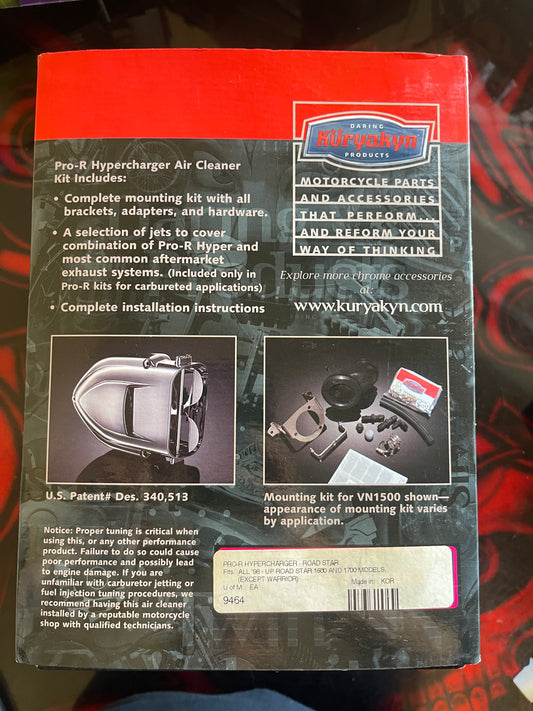 DARING
Küryakyn
PRODUCTS
MOTORCYCLE PARTS
AND ACCESSORIES
THAT PERFORM...
AND REFORM YOUR
WAY OF THINKING
Explore more chrome accessories
at:
www.kuryakyn.com
Pro-R Hypercharger Air Cleaner
Kit Includes:
• Complete mounting kit with all
brackets, adapters, and hardware.
• A selection of jets to cover
combination of Pro-R Hyper and
most common aftermarket
exhaust systems. (Included only in
Pro-R kits for carbureted applications)
• Complete installation instructions
U.S. Patent# Des. 340,513
Mounting kit for VN1500 shown—
appearance of mounting kit varies
by application.
Notice: Proper tuning is critical when
using this, or any other performance
product. Failure to do so could cause
poor performance and possibly lead
to engine damage. If you are
unfamiliar with carburetor jetting or
fuel injection tuning procedures, we
recommend having this air cleaner
installed by a reputable motorcycle
shop with qualified technicians.
PRO-R HYPERCHARGER - ROAD STAR
Fits: ALL '98 - UP ROAD STAR 1600 AND 1700 MODELS,
(EXCEPT WARRIOR)
U of M: EA
Made in: KOR
9464